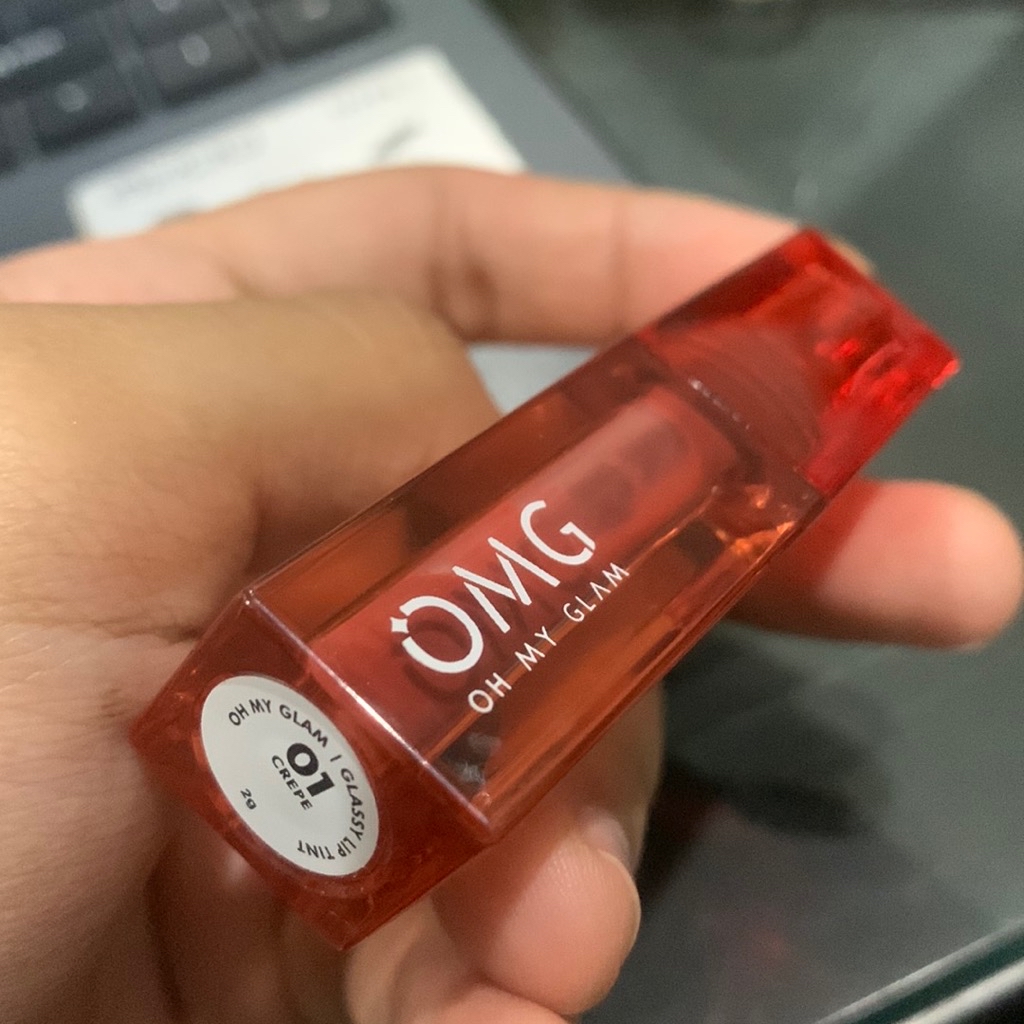 OMG
OH MY GLAM
OH MY GLAM | GLASSY LIP TINT
01
CREPE
2g